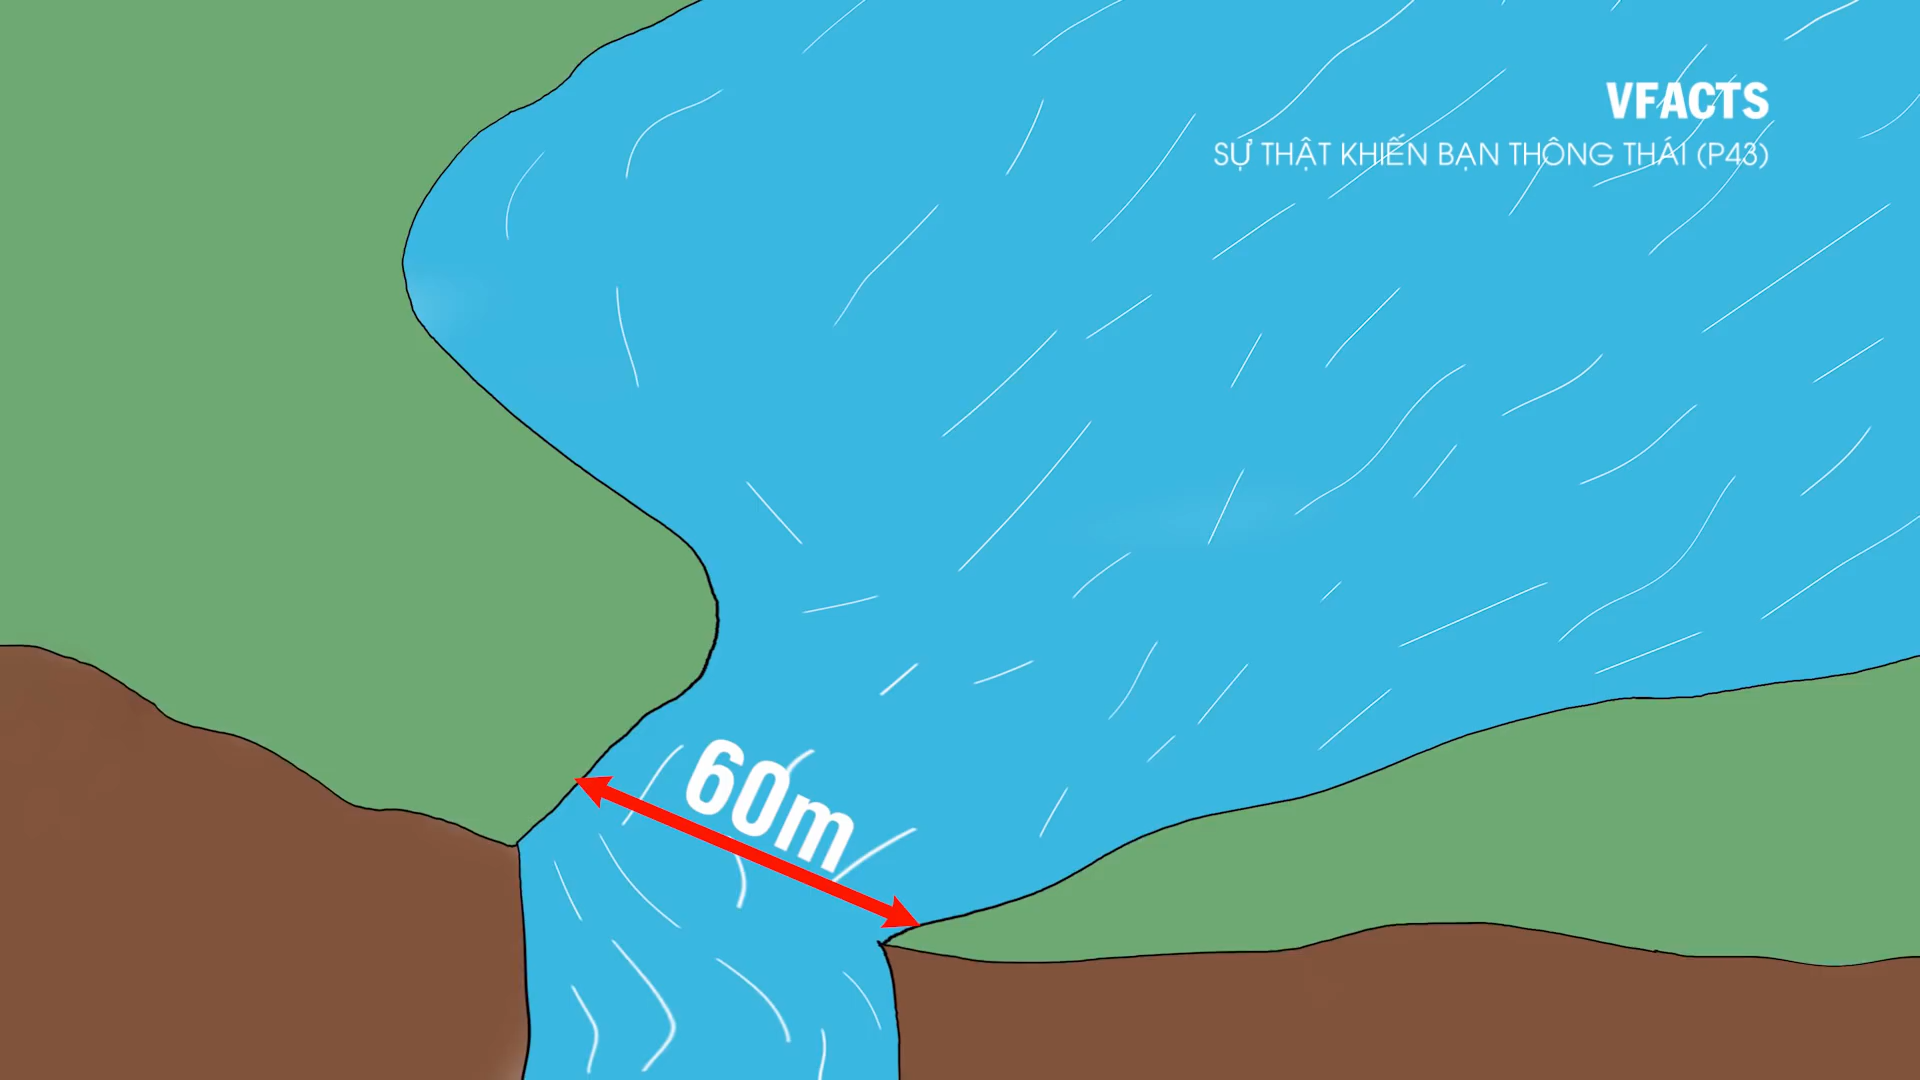 VFACTS
SỰ THẬT KHIẾN BẠN THÔNG THÁI (P43)
60m